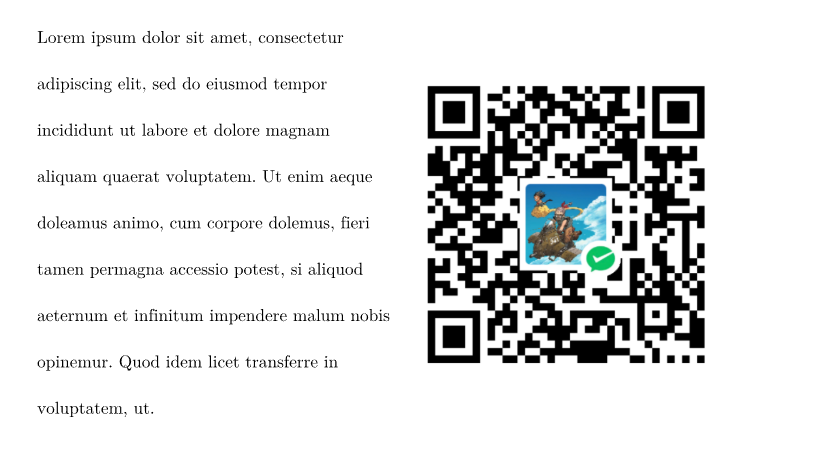 Lorem ipsum dolor sit amet, consectetur
adipiscing elit, sed do eiusmod tempor
incididunt ut labore et dolore magnam
aliquam quaerat voluptatem. Ut enim aeque
doleamus animo, cum corpore dolemus, fieri
tamen permagna accessio potest, si aliquod
aeternum et infinitum impendere malum nobis
opinemur. Quod idem licet transferre in
voluptatem, ut.